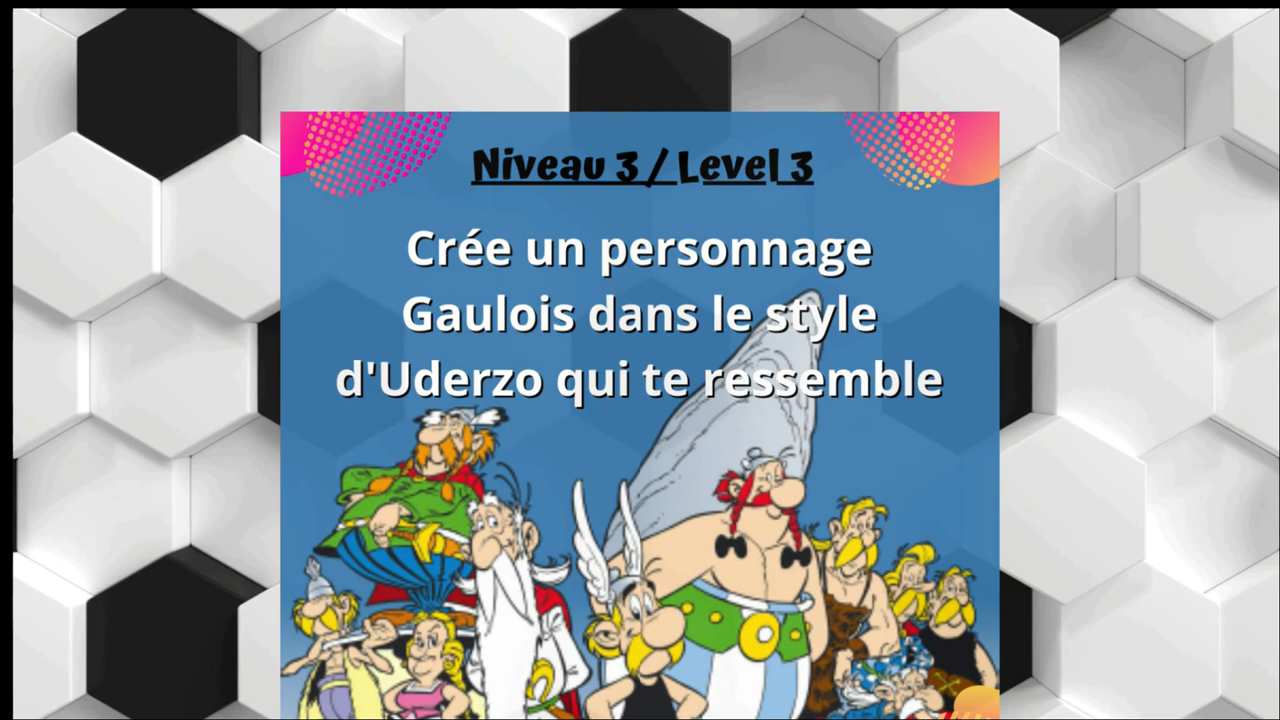 Niveau 3 / Level 3
Crée un personnage
Gaulois dans le style
d'Uderzo qui te ressemble